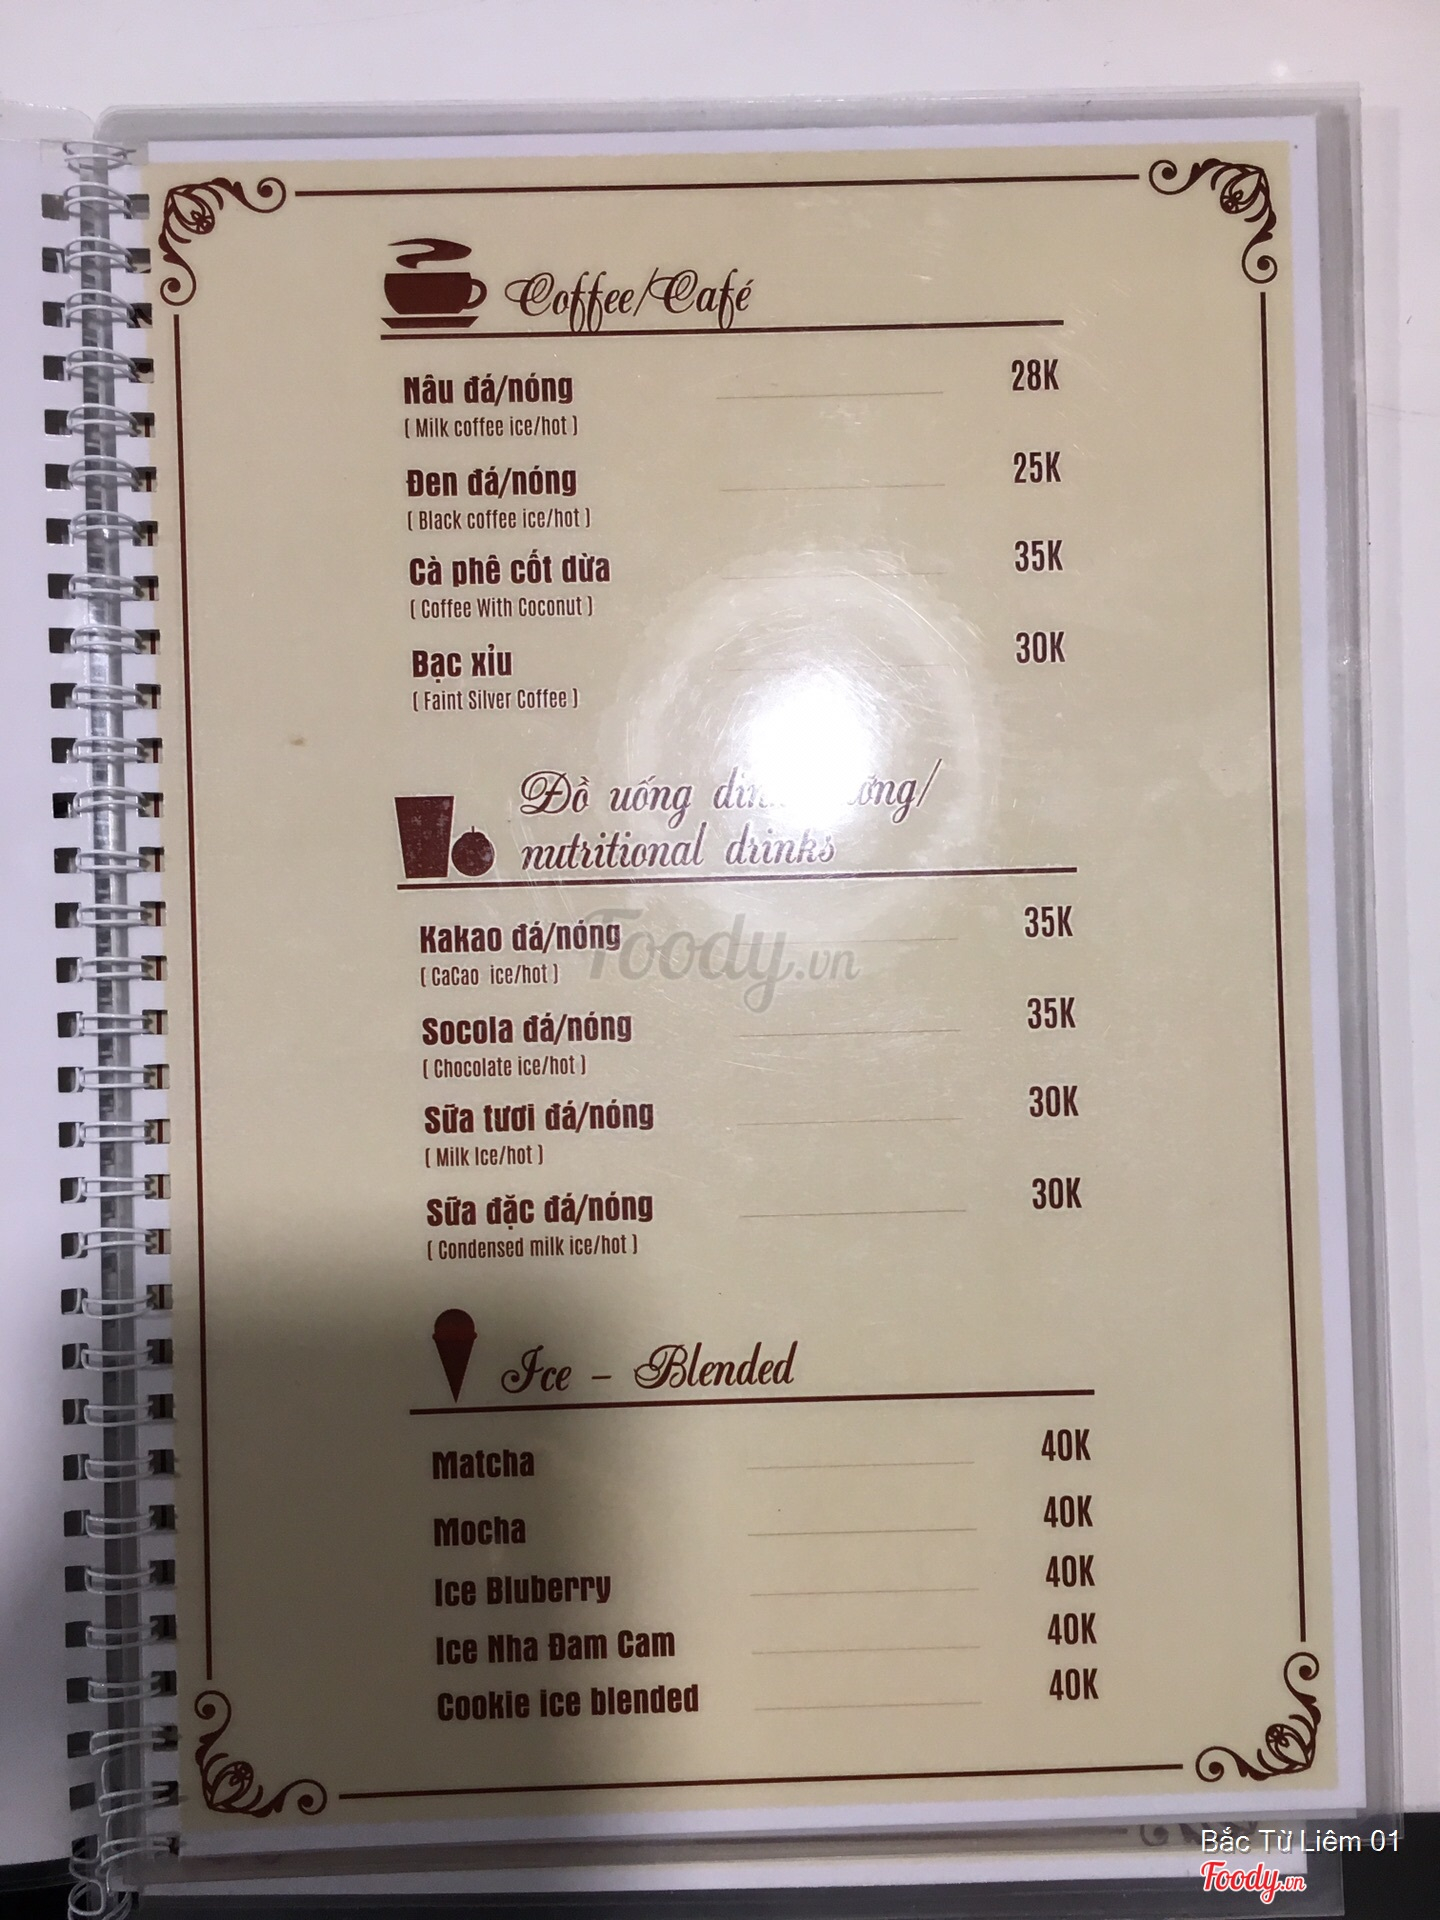 Coffee/Café
Nâu đá/nóng 28K
( Milk coffee ice/hot )
Đen đá/nóng 25K
( Black coffee ice/hot )
Cà phê cốt dừa 35K
( Coffee With Coconut )
Bạc xỉu 30K
( Faint Silver Coffee )
Đồ uống
nutritional drinks
Kakao đá/nóng 35K
( CaCao ice/hot )
Socola đá/nóng 35K
( Chocolate ice/hot )
Sữa tươi đá/nóng 30K
( Milk Ice/hot )
Sữa đặc đá/nóng 30K
( Condensed milk ice/hot )
Ice - Blended
Matcha 40K
Mocha 40K
Ice Bluberry 40K
Ice Nha Đam Cam 40K
Cookie ice blended 40K
Foody.vn
Bắc Từ Liêm 01
Foody.vn